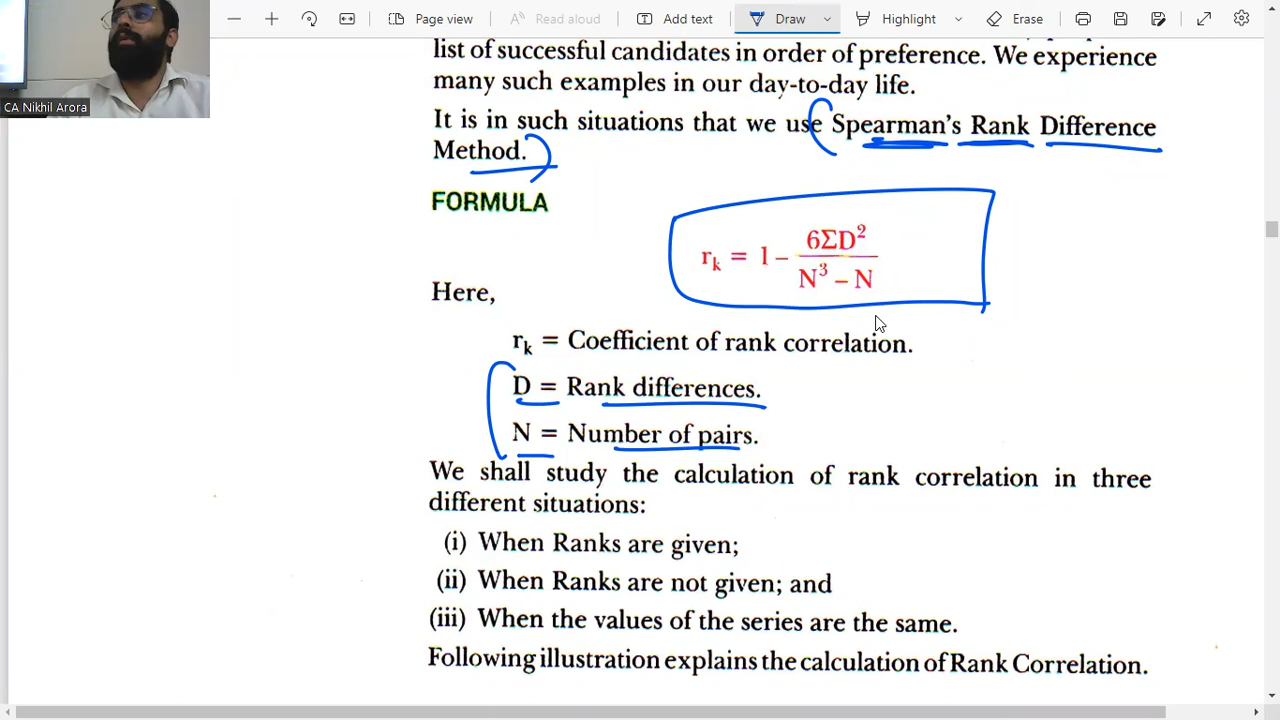 Page view
Read aloud
Add text
Draw
Highlight
Erase
CA Nikhil Arora
list of successful candidates in order of preference. We experience
many such examples in our day-to-day life.
It is in such situations that we use Spearman's Rank Difference
Method.
FORMULA
rₖ = 1 – 6ΣD² / N³ – N
Here,
rₖ = Coefficient of rank correlation.
D = Rank differences.
N = Number of pairs.
We shall study the calculation of rank correlation in three
different situations:
(i) When Ranks are given;
(ii) When Ranks are not given; and
(iii) When the values of the series are the same.
Following illustration explains the calculation of Rank Correlation.